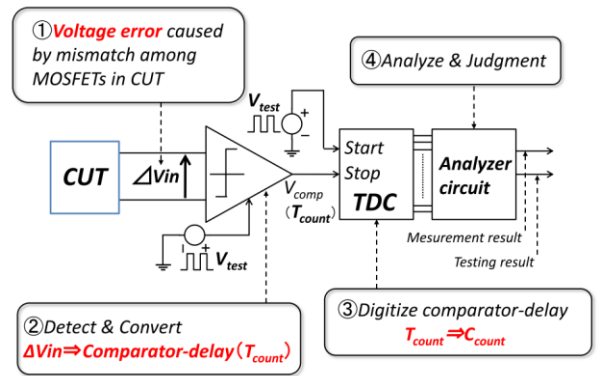 ①Voltage error caused
by mismatch among
MOSFETs in CUT
④Analyze & Judgment
Vtest
CUT
⊿Vin
Start
Stop
TDC
Analyzer
circuit
Vcomp
(Tcount)
Vtest
Mesurement result
Testing result
②Detect & Convert
ΔVin⇒Comparator-delay(Tcount)
③Digitize comparator-delay
Tcount⇒Ccount